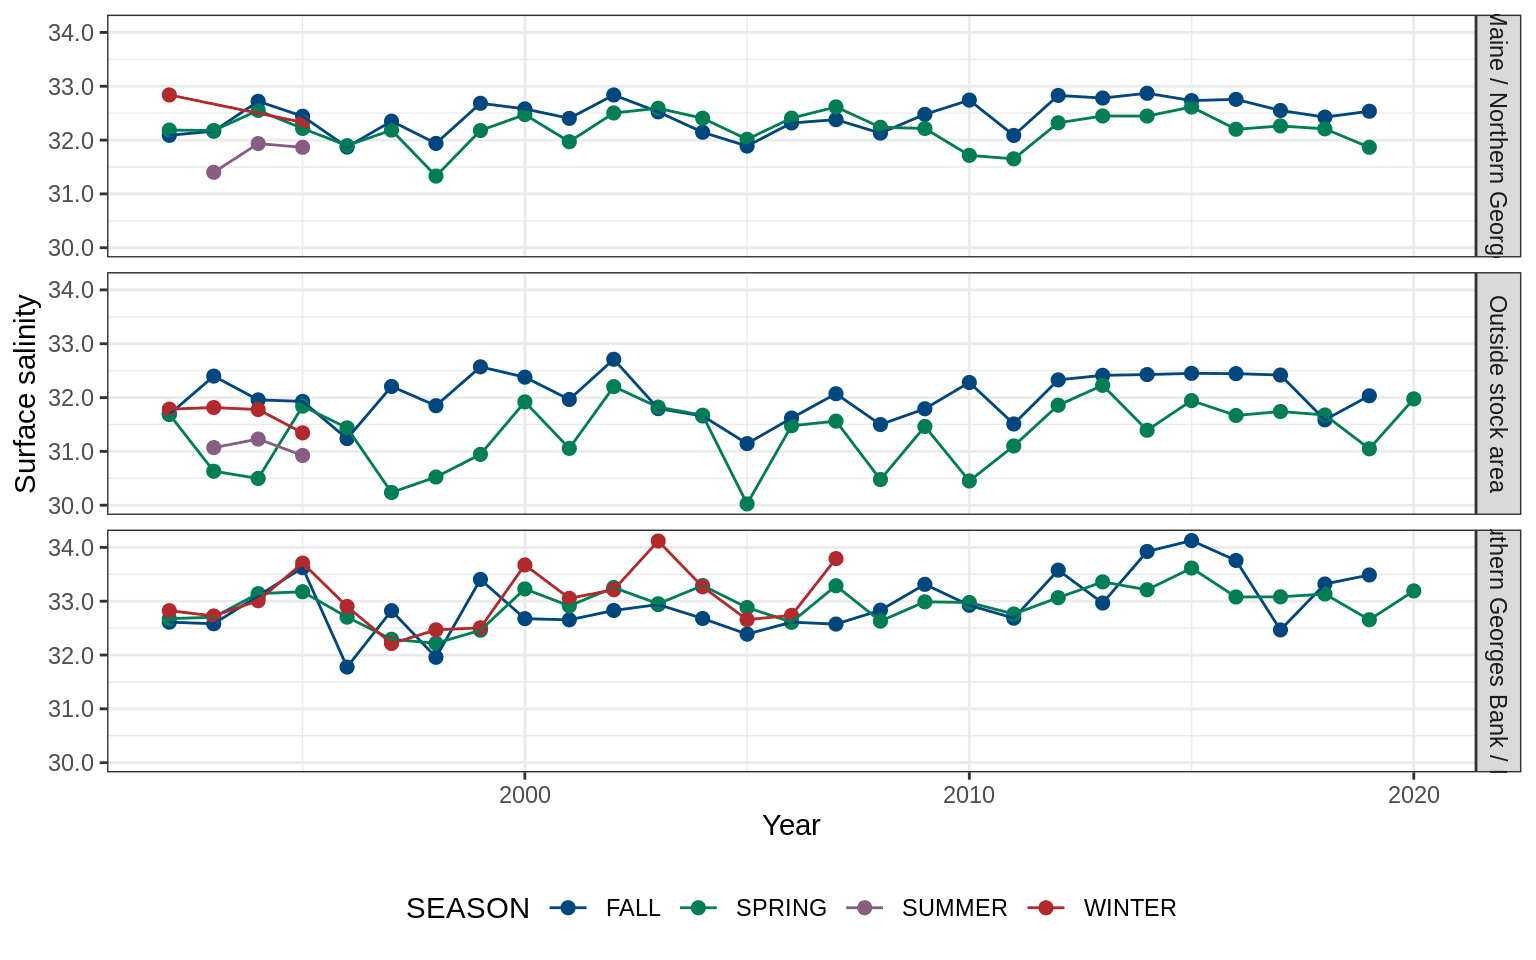 34.0
33.0
32.0
31.0
30.0
Maine / Northern Georg
34.0
33.0
32.0
31.0
30.0
Outside stock area
34.0
33.0
32.0
31.0
30.0
thern Georges Bank /
Surface salinity
2000 2010 2020
Year
SEASON FALL SPRING SUMMER WINTER